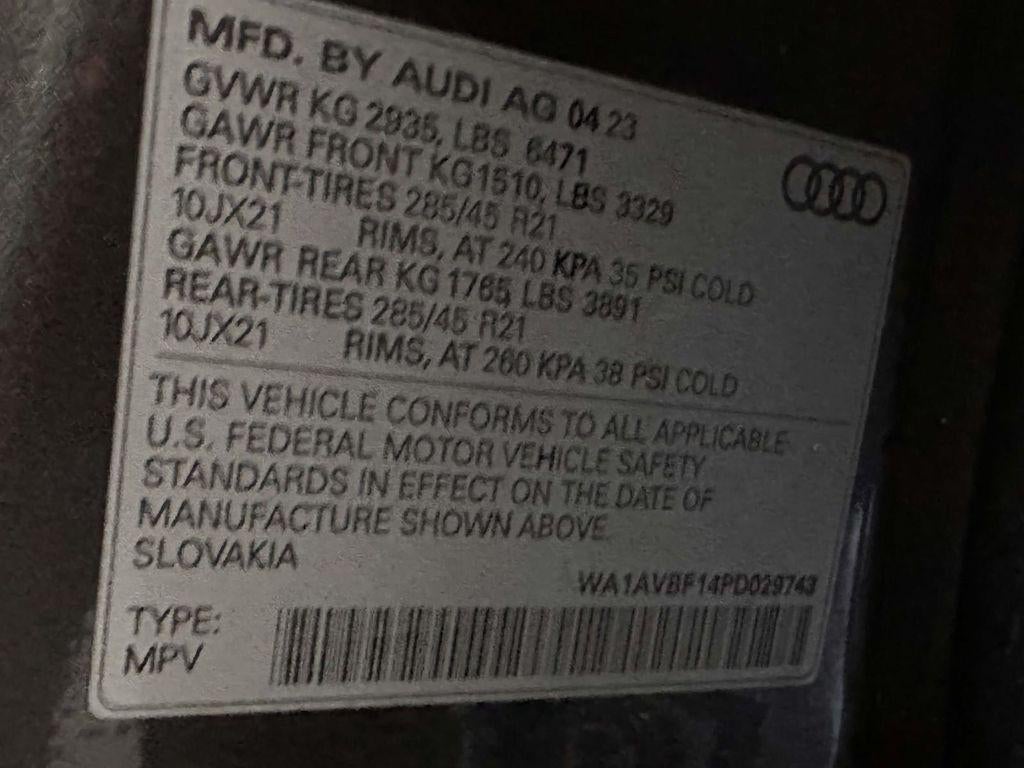 MFD. BY AUDI AG 04 23
GVWR KG 2935, LBS 6471
GAWR FRONT KG1510, LBS 3329
FRONT-TIRES 285/45 R21
10JX21 RIMS, AT 240 KPA 35 PSI COLD
GAWR REAR KG 1765, LBS 3891
REAR-TIRES 285/45 R21
10JX21 RIMS, AT 260 KPA 38 PSI COLD
THIS VEHICLE CONFORMS TO ALL APPLICABLE
U.S. FEDERAL MOTOR VEHICLE SAFETY
STANDARDS IN EFFECT ON THE DATE OF
MANUFACTURE SHOWN ABOVE.
SLOVAKIA
WA1AVBF14PD029743
TYPE:
MPV